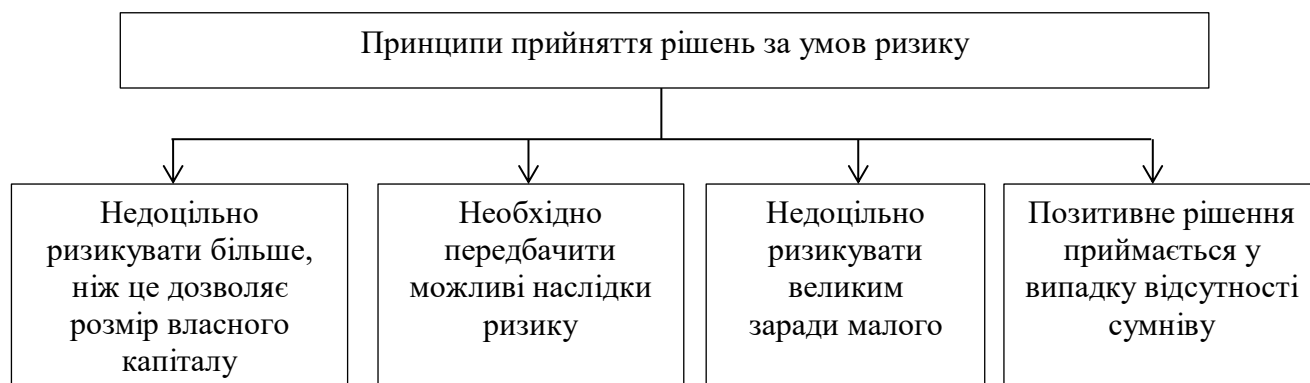 Принципи прийняття рішень за умов ризику
Недоцільно
ризикувати більше,
ніж це дозволяє
розмір власного
капіталу
Необхідно
передбачити
можливі наслідки
ризику
Недоцільно
ризикувати
великим
заради малого
Позитивне рішення
приймається у
випадку відсутності
сумніву